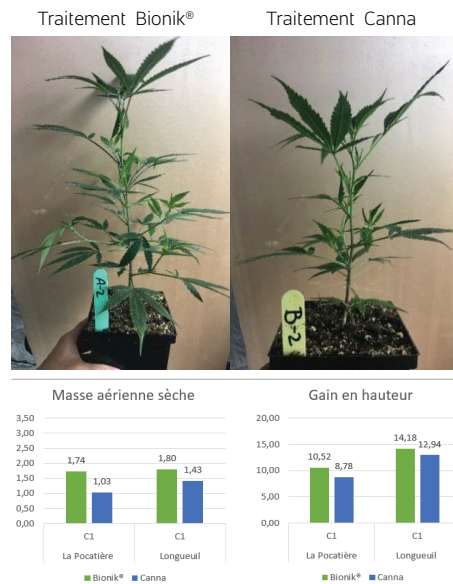 Traitement Bionik® Traitement Canna
A-2
B-2
Masse aérienne sèche
3,50
3,00
2,50
2,00
1,50
1,00
0,50
0,00
1,74 1,03 1,80 1,43
C1 C1
La Pocatière Longueuil
Bionik® Canna
Gain en hauteur
20,00
15,00
10,00
5,00
0,00
10,52 8,78 14,18 12,94
C1 C1
La Pocatière Longueuil
Bionik® Canna